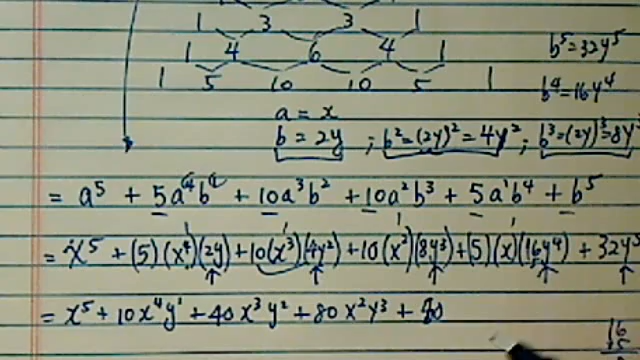 1 3 3 1
1 4 6 4 1
1 5 10 10 5 1
b⁵=32y⁵
b⁴=16y⁴
a = x
b = 2y ; b²=(2y)²=4y² ; b³=(2y)³=8y³
= a⁵ + 5a⁴b¹ + 10a³b² + 10a²b³ + 5a¹b⁴ + b⁵
= x⁵ + (5)(x⁴)(2y) + 10(x³)(4y²) + 10(x²)(8y³) + (5)(x)(16y⁴) + 32y⁵
= x⁵ + 10x⁴y¹ + 40x³y² + 80x²y³ + 80
16
5